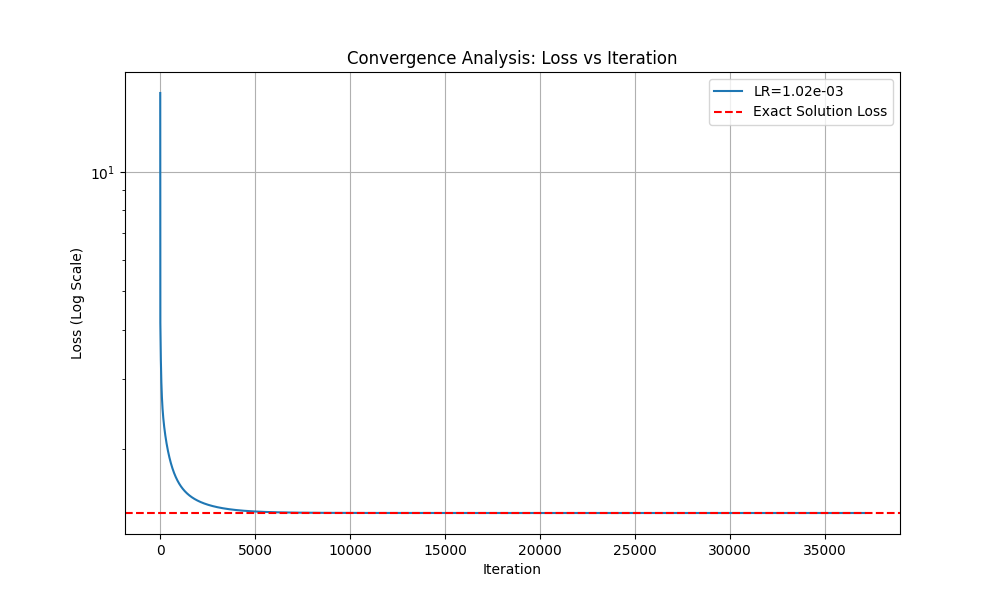 Convergence Analysis: Loss vs Iteration
LR=1.02e-03
Exact Solution Loss
10¹
Loss (Log Scale)
0 5000 10000 15000 20000 25000 30000 35000
Iteration